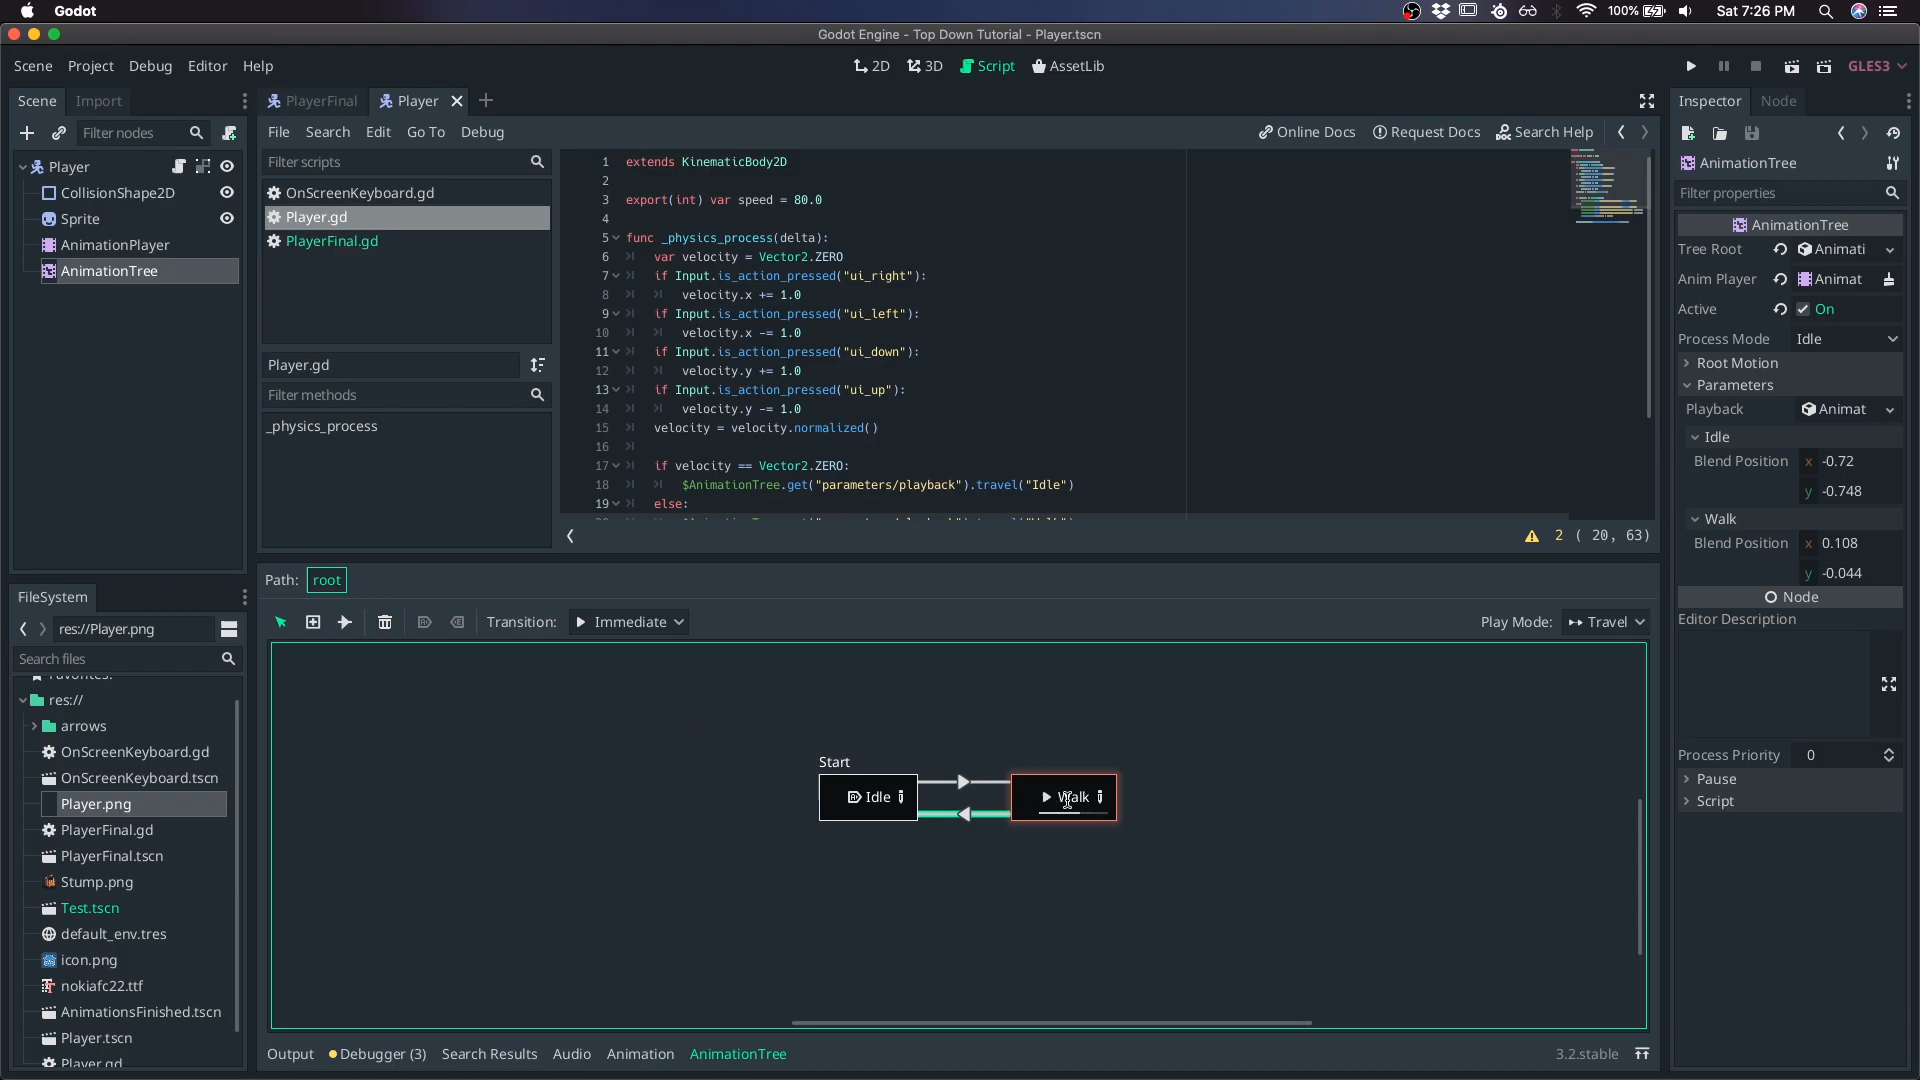 Godot
100%
Sat 7:26 PM
Godot Engine - Top Down Tutorial - Player.tscn
Scene Project Debug Editor Help
2D 3D Script AssetLib
GLES3
Scene Import
Filter nodes
Player
CollisionShape2D
Sprite
AnimationPlayer
AnimationTree
PlayerFinal Player
File Search Edit Go To Debug
Online Docs Request Docs Search Help
Filter scripts
OnScreenKeyboard.gd
Player.gd
PlayerFinal.gd
Player.gd
Filter methods
_physics_process
1 extends KinematicBody2D
2
3 export(int) var speed = 80.0
4
5 func _physics_process(delta):
6 var velocity = Vector2.ZERO
7 if Input.is_action_pressed("ui_right"):
8 velocity.x += 1.0
9 if Input.is_action_pressed("ui_left"):
10 velocity.x -= 1.0
11 if Input.is_action_pressed("ui_down"):
12 velocity.y += 1.0
13 if Input.is_action_pressed("ui_up"):
14 velocity.y -= 1.0
15 velocity = velocity.normalized()
16
17 if velocity == Vector2.ZERO:
18 $AnimationTree.get("parameters/playback").travel("Idle")
19 else:
2 ( 20, 63)
Path: root
Transition: Immediate
Play Mode: Travel
Start
Idle
Walk
Output Debugger (3) Search Results Audio Animation AnimationTree
3.2.stable
FileSystem
res://Player.png
Search files
Favorites:
res://
arrows
OnScreenKeyboard.gd
OnScreenKeyboard.tscn
Player.png
PlayerFinal.gd
PlayerFinal.tscn
Stump.png
Test.tscn
default_env.tres
icon.png
nokiafc22.ttf
AnimationsFinished.tscn
Player.tscn
Player.gd
Inspector Node
AnimationTree
Filter properties
AnimationTree
Tree Root Animati
Anim Player Animat
Active On
Process Mode Idle
Root Motion
Parameters
Playback Animat
Idle
Blend Position x -0.72
y -0.748
Walk
Blend Position x 0.108
y -0.044
Node
Editor Description
Process Priority 0
Pause
Script